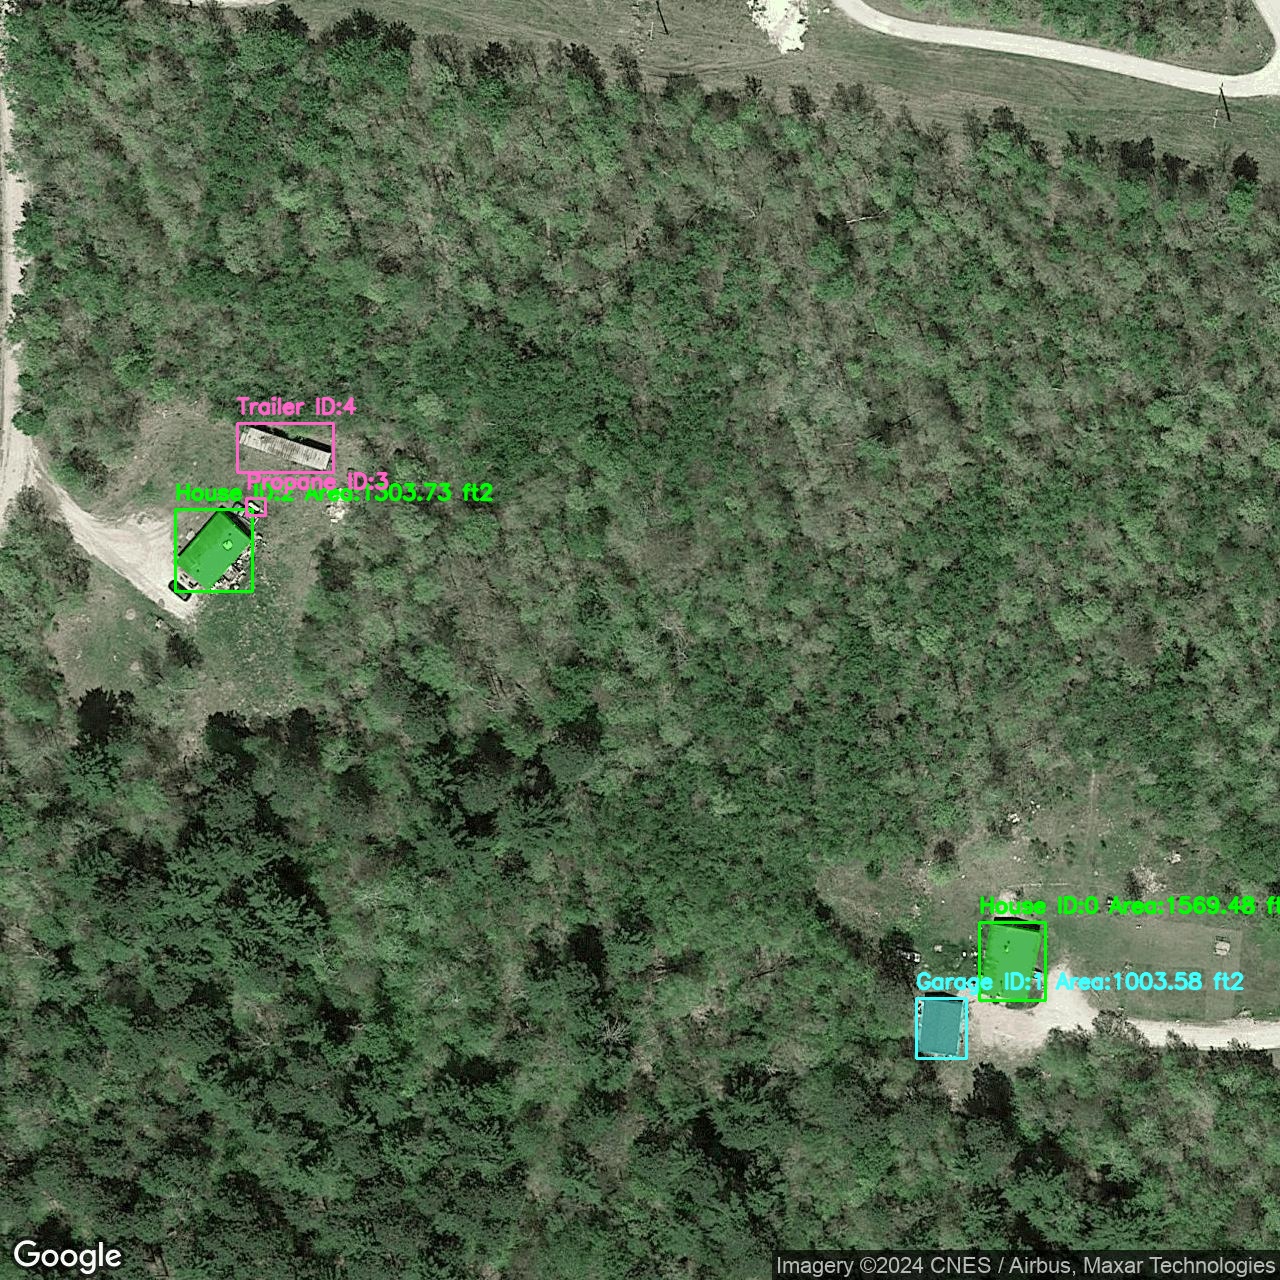 Trailer ID:4
Propane ID:3
House ID:2 Area:1303.73 ft2
House ID:0 Area:1569.48 ft
Garage ID:1 Area:1003.58 ft2
Google
Imagery ©2024 CNES / Airbus, Maxar Technologies